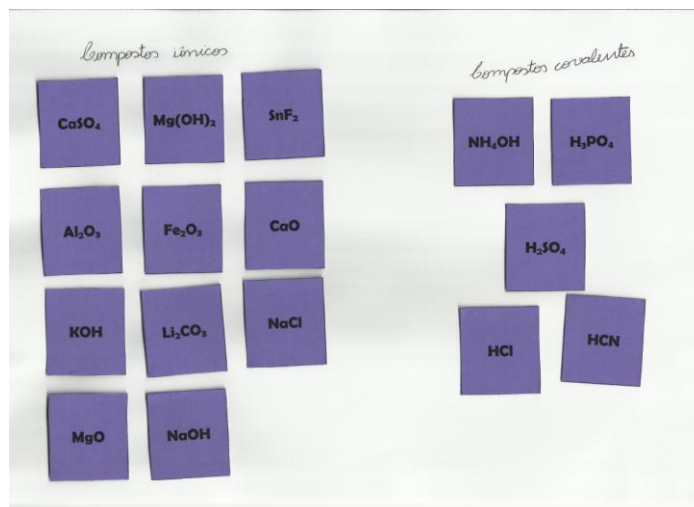 Compostos iônicos
CaSO₄ Mg(OH)₂ SnF₂
Al₂O₃ Fe₂O₃ CaO
KOH Li₂CO₃ NaCl
MgO NaOH
Compostos covalentes
NH₄OH H₃PO₄
H₂SO₄
HCl HCN